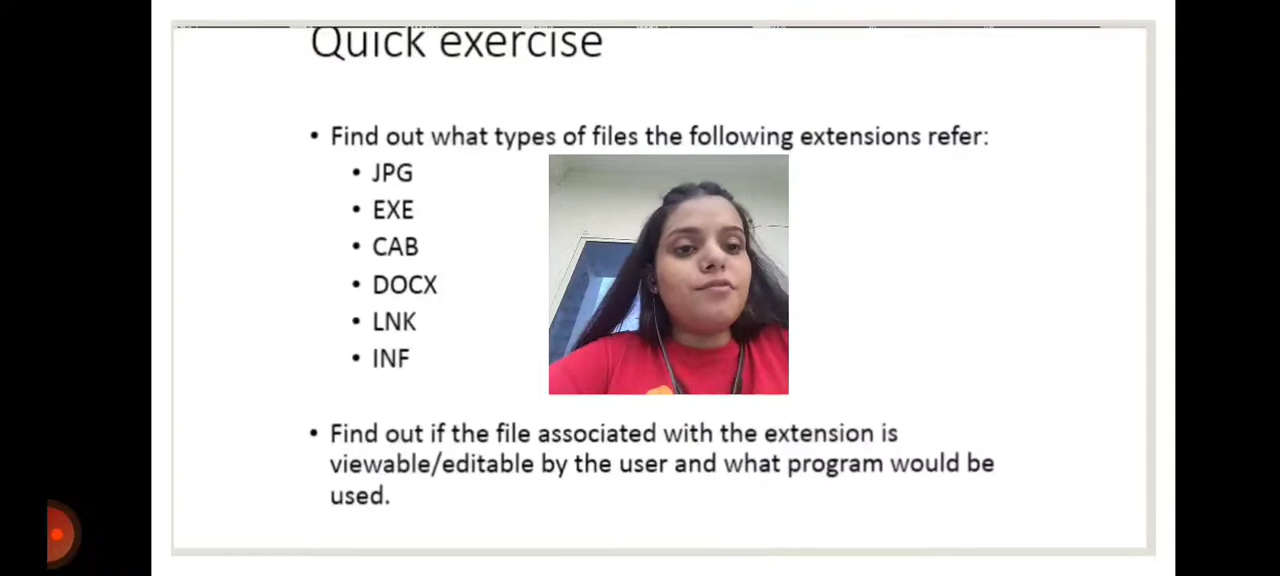 Quick exercise
• Find out what types of files the following extensions refer:
• JPG
• EXE
• CAB
• DOCX
• LNK
• INF
• Find out if the file associated with the extension is
viewable/editable by the user and what program would be
used.